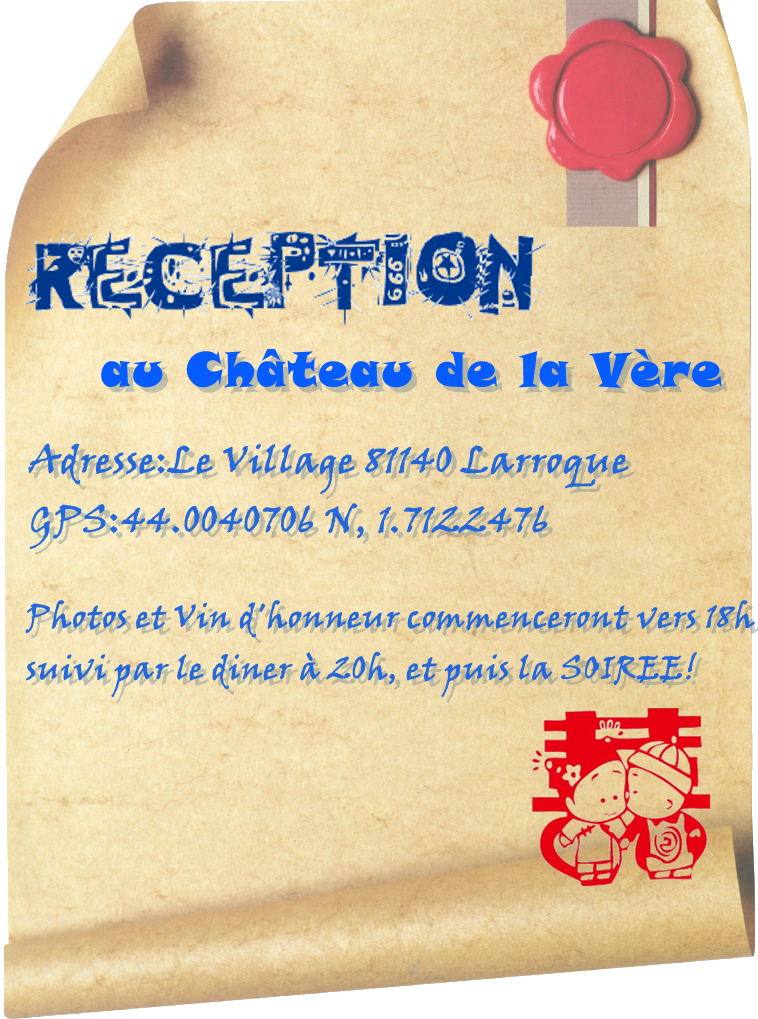 RECEPTION
au Château de la Vère
Adresse:Le Village 81140 Larroque
GPS:44.0040706 N, 1.7122476
Photos et Vin d'honneur commenceront vers 18h
suivi par le diner à 20h, et puis la SOIREE!